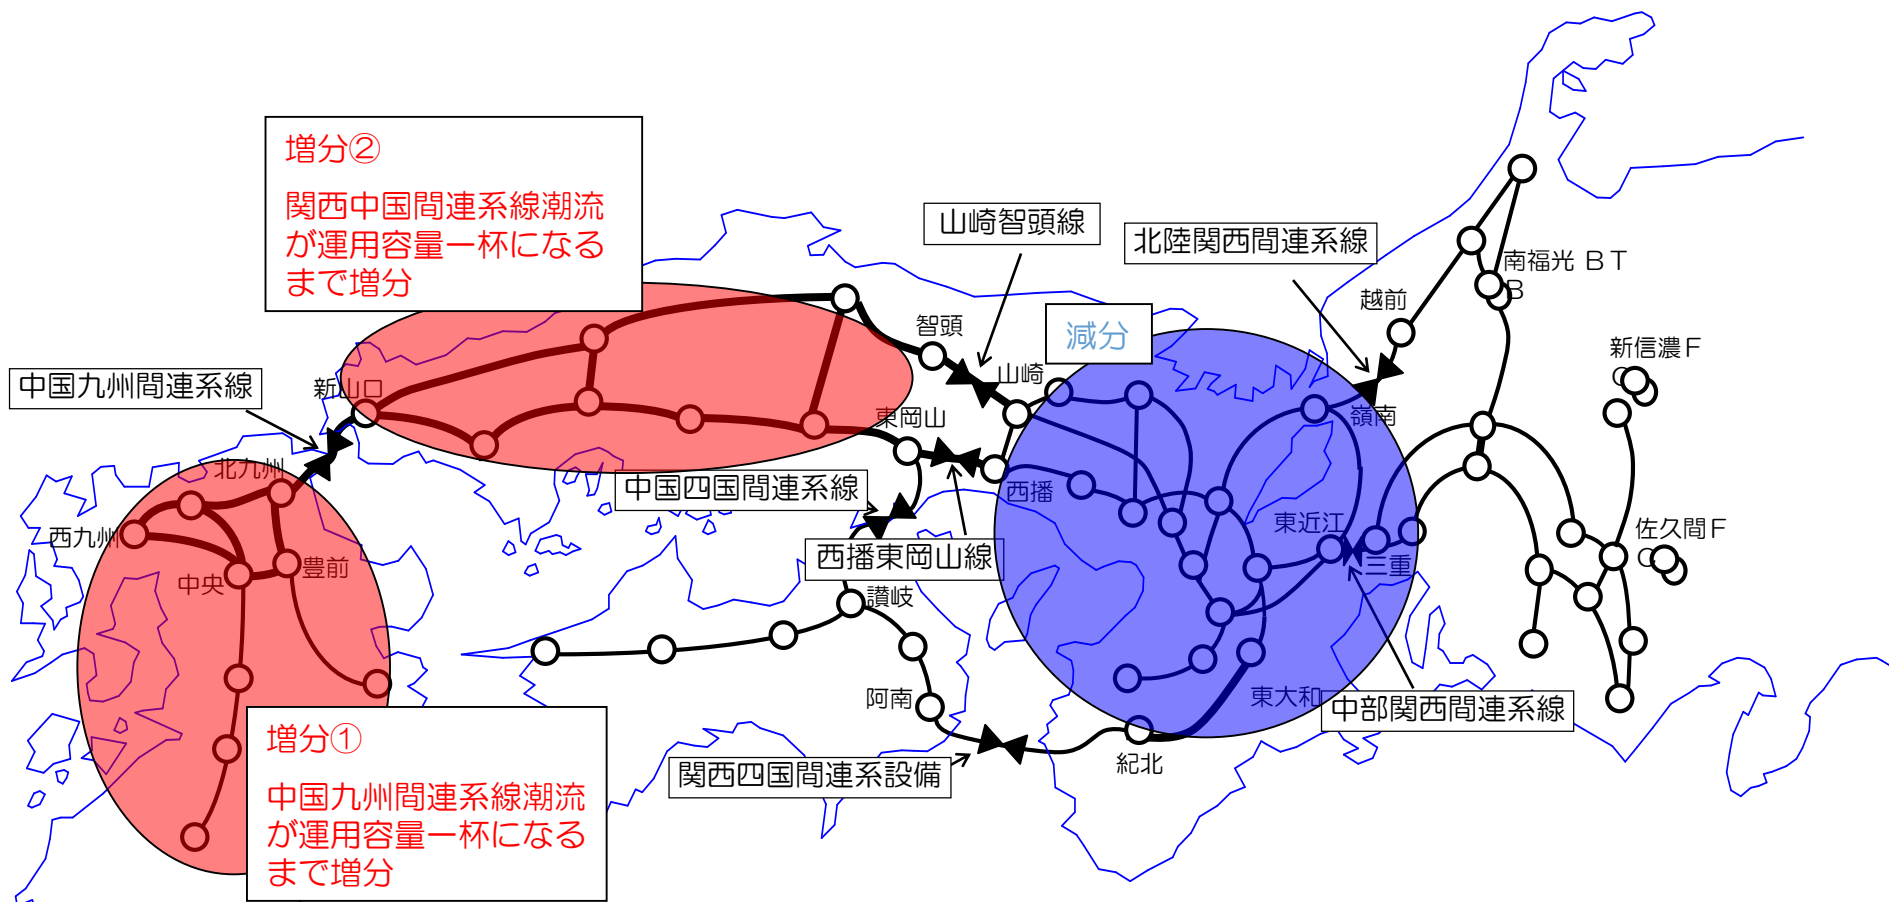 増分②
関西中国間連系線潮流
が運用容量一杯になる
まで増分
山崎智頭線
北陸関西間連系線
南福光 BT
B
越前
智頭
減分
新信濃F
C
中国九州間連系線
新山口
山崎
東岡山
嶺南
北九州
中国四国間連系線
西播
西九州
東近江
佐久間F
C
中央
豊前
西播東岡山線
三重
讃岐
阿南
東大和
中部関西間連系線
増分①
中国九州間連系線潮流
が運用容量一杯になる
まで増分
関西四国間連系設備
紀北